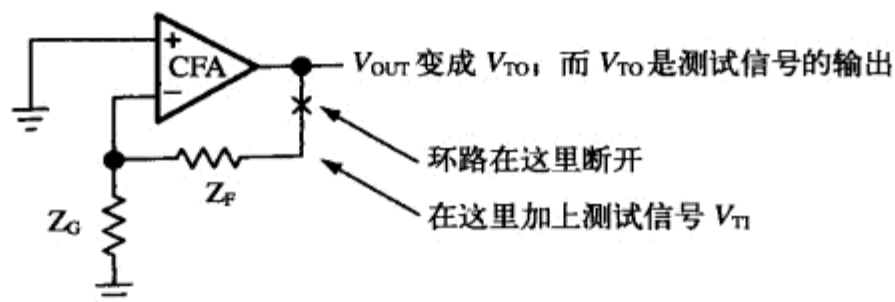 +
CFA
−
V_OUT 变成 V_TO；而 V_TO 是测试信号的输出
环路在这里断开
Z_F
在这里加上测试信号 V_TI
Z_G